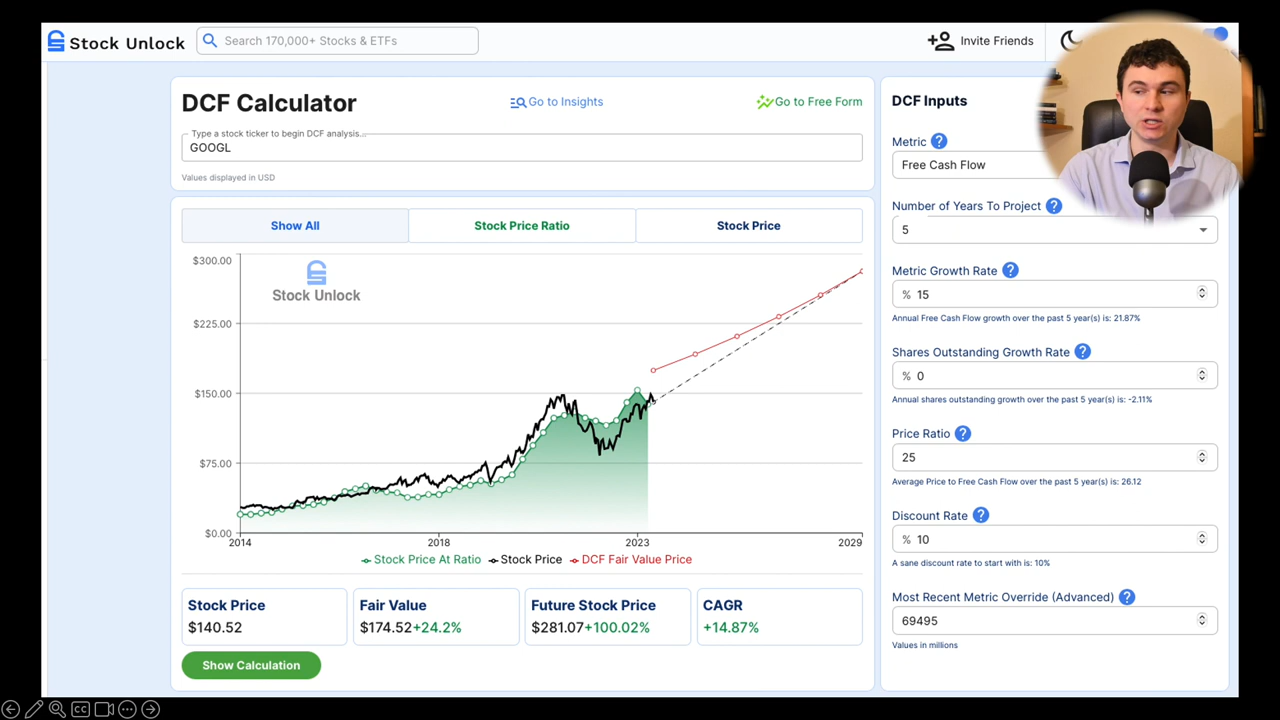 Stock Unlock
Search 170,000+ Stocks & ETFs
Invite Friends
DCF Calculator
Go to Insights
Go to Free Form
Type a stock ticker to begin DCF analysis...
GOOGL
Values displayed in USD
Show All
Stock Price Ratio
Stock Price
$300.00
$225.00
$150.00
$75.00
$0.00
Stock Unlock
2014
2018
2023
2029
Stock Price At Ratio
Stock Price
DCF Fair Value Price
Stock Price
$140.52
Fair Value
$174.52+24.2%
Future Stock Price
$281.07+100.02%
CAGR
+14.87%
Show Calculation
DCF Inputs
Metric ?
Free Cash Flow
Number of Years To Project ?
5
Metric Growth Rate ?
% 15
Annual Free Cash Flow growth over the past 5 year(s) is: 21.87%
Shares Outstanding Growth Rate ?
% 0
Annual shares outstanding growth over the past 5 year(s) is: -2.11%
Price Ratio ?
25
Average Price to Free Cash Flow over the past 5 year(s) is: 26.12
Discount Rate ?
% 10
A sane discount rate to start with is: 10%
Most Recent Metric Override (Advanced) ?
69495
Values in millions
CC